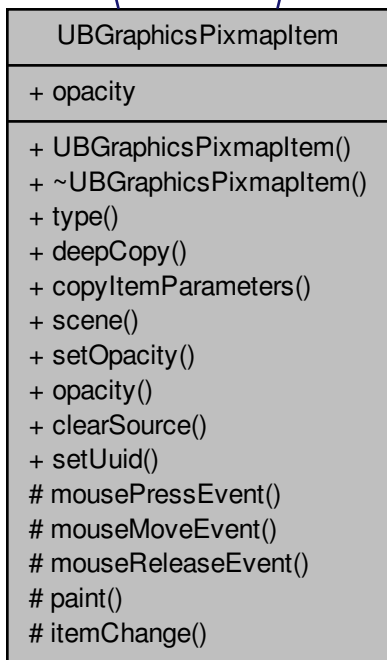 UBGraphicsPixmapItem
+ opacity
+ UBGraphicsPixmapItem()
+ ~UBGraphicsPixmapItem()
+ type()
+ deepCopy()
+ copyItemParameters()
+ scene()
+ setOpacity()
+ opacity()
+ clearSource()
+ setUuid()
# mousePressEvent()
# mouseMoveEvent()
# mouseReleaseEvent()
# paint()
# itemChange()